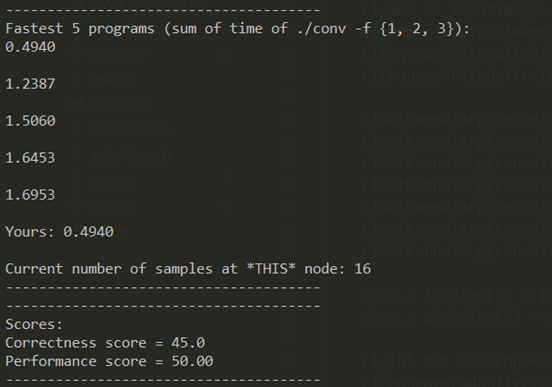 -----------------------------------
Fastest 5 programs (sum of time of ./conv -f {1, 2, 3}):
0.4940
1.2387
1.5060
1.6453
1.6953
Yours: 0.4940
Current number of samples at *THIS* node: 16
-----------------------------------
-----------------------------------
Scores:
Correctness score = 45.0
Performance score = 50.00
-----------------------------------